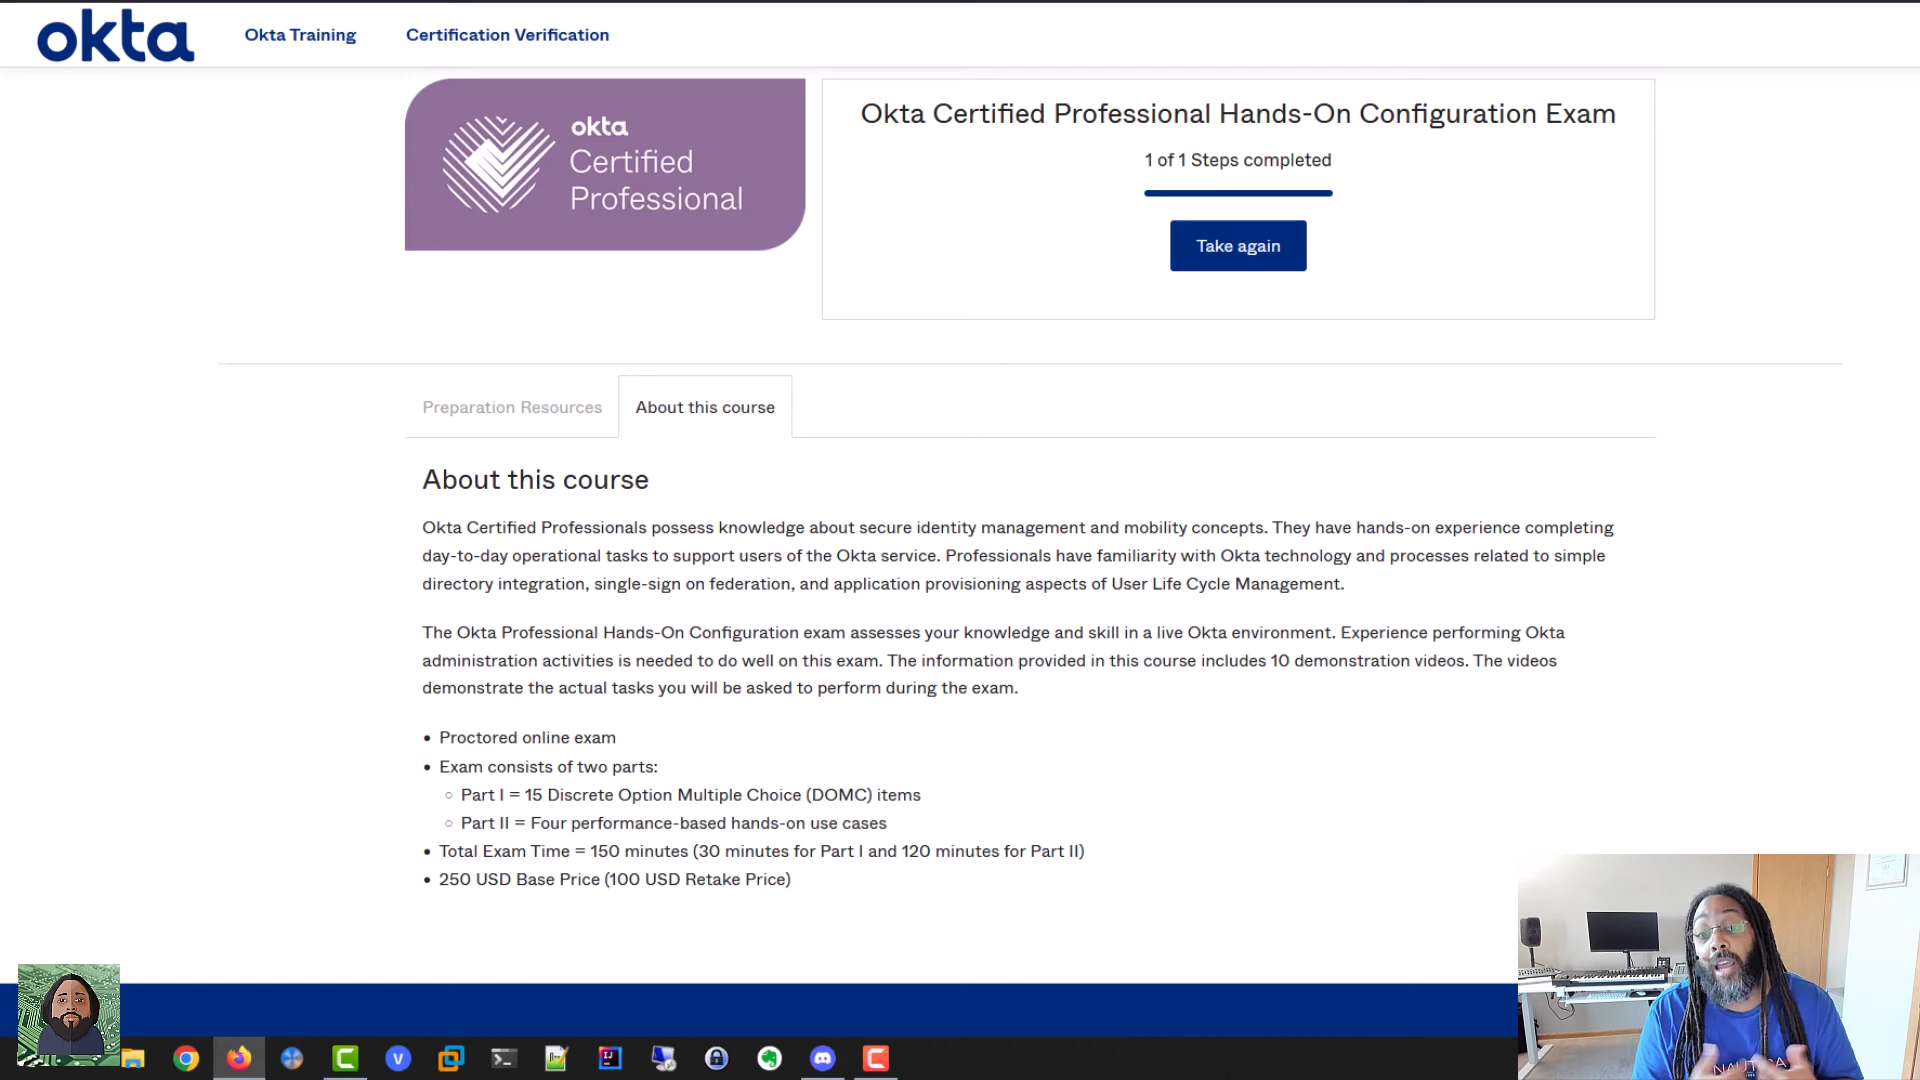 okta
Okta Training
Certification Verification
okta
Certified
Professional
Okta Certified Professional Hands-On Configuration Exam
1 of 1 Steps completed
Take again
Preparation Resources
About this course
About this course
Okta Certified Professionals possess knowledge about secure identity management and mobility concepts. They have hands-on experience completing
day-to-day operational tasks to support users of the Okta service. Professionals have familiarity with Okta technology and processes related to simple
directory integration, single-sign on federation, and application provisioning aspects of User Life Cycle Management.
The Okta Professional Hands-On Configuration exam assesses your knowledge and skill in a live Okta environment. Experience performing Okta
administration activities is needed to do well on this exam. The information provided in this course includes 10 demonstration videos. The videos
demonstrate the actual tasks you will be asked to perform during the exam.
• Proctored online exam
• Exam consists of two parts:
○ Part I = 15 Discrete Option Multiple Choice (DOMC) items
○ Part II = Four performance-based hands-on use cases
• Total Exam Time = 150 minutes (30 minutes for Part I and 120 minutes for Part II)
• 250 USD Base Price (100 USD Retake Price)